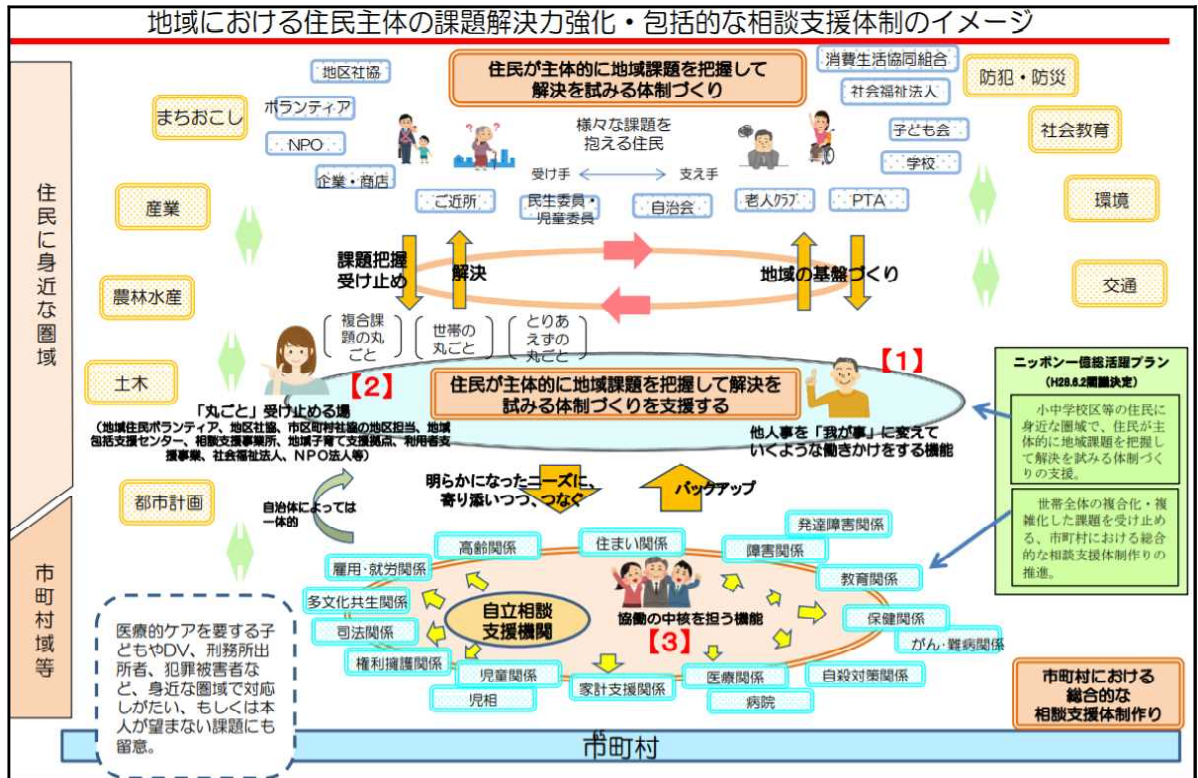 地域における住民主体の課題解決力強化・包括的な相談支援体制のイメージ
住民に身近な圏域
市町村域等
住民が主体的に地域課題を把握して
解決を試みる体制づくり
地区社協
ボランティア
NPO
企業・商店
まちおこし
産業
農林水産
土木
都市計画
消費生活協同組合
社会福祉法人
子ども会
学校
防犯・防災
社会教育
環境
交通
様々な課題を
抱える住民
受け手
支え手
ご近所
民生委員・
児童委員
自治会
老人クラブ
PTA
課題把握
受け止め
解決
地域の基盤づくり
複合課
題の丸
ごと
世帯の
丸ごと
とりあ
えずの
丸ごと
【1】
【2】
住民が主体的に地域課題を把握して解決を
試みる体制づくりを支援する
「丸ごと」受け止める場
(地域住民ボランティア、地区社協、市区町村社協の地区担当、地域
包括支援センター、相談支援事業所、地域子育て支援拠点、利用者支
援事業、社会福祉法人、NPO法人等)
他人事を「我が事」に変えて
いくような働きかけをする機能
ニッポン一億総活躍プラン
(H28.6.2閣議決定)
小中学校区等の住民に
身近な圏域で、住民が主
体的に地域課題を把握し
て解決を試みる体制づく
りの支援。
世帯全体の複合化・複
雑化した課題を受け止め
る、市町村における総合
的な相談支援体制作りの
推進。
明らかになったニーズに、
寄り添いつつ、つなぐ
バックアップ
自治体によっては
一体的
高齢関係
住まい関係
障害関係
発達障害関係
雇用・就労関係
教育関係
多文化共生関係
保健関係
司法関係
がん・難病関係
権利擁護関係
自殺対策関係
児童関係
児相
家計支援関係
医療関係
病院
自立相談
支援機関
協働の中核を担う機能
【3】
医療的ケアを要する子
どもやDV、刑務所出
所者、犯罪被害者な
ど、身近な圏域で対応
しがたい、もしくは本
人が望まない課題にも
留意。
市町村における
総合的な
相談支援体制作り
65
市町村